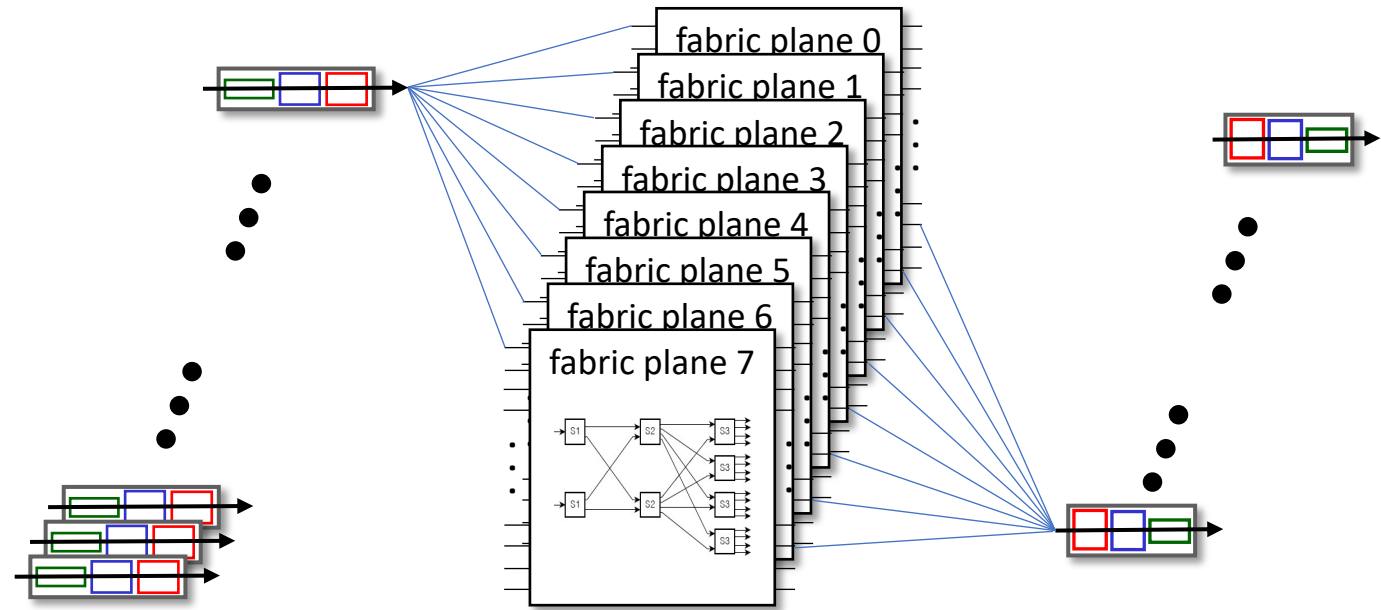 fabric plane 0
fabric plane 1
fabric plane 2
fabric plane 3
fabric plane 4
fabric plane 5
fabric plane 6
fabric plane 7
S1 S2 S3
S3
S1 S2 S3
S3